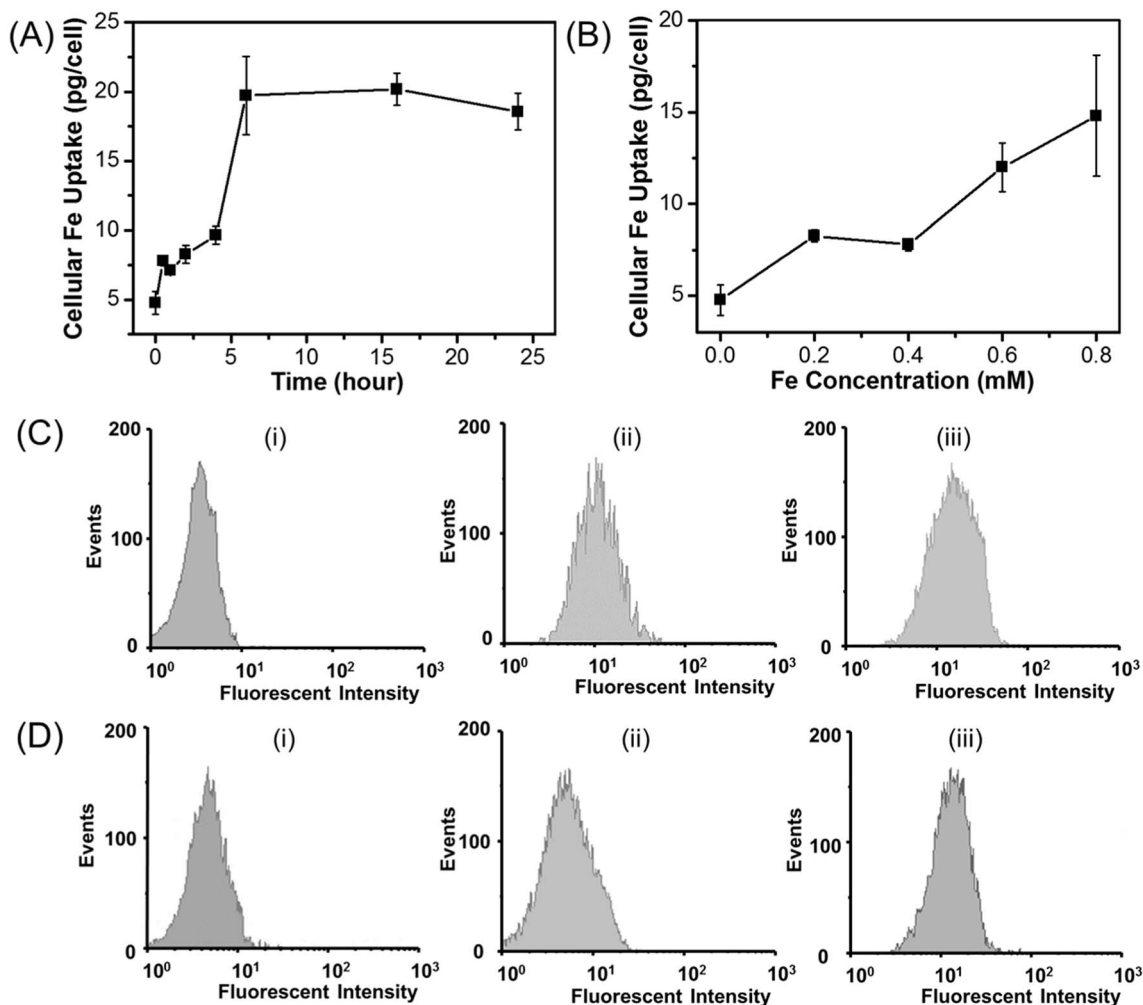 (A)
25
20
15
10
5
Cellular Fe Uptake (pg/cell)
0 5 10 15 20 25
Time (hour)
(B)
20
15
10
5
Cellular Fe Uptake (pg/cell)
0.0 0.2 0.4 0.6 0.8
Fe Concentration (mM)
(C)
(i)
200
100
0
Events
10⁰ 10¹ 10² 10³
Fluorescent Intensity
(ii)
200
100
0
Events
10⁰ 10¹ 10² 10³
Fluorescent Intensity
(iii)
200
100
0
Events
10⁰ 10¹ 10² 10³
Fluorescent Intensity
(D)
(i)
200
100
0
Events
10⁰ 10¹ 10² 10³
Fluorescent Intensity
(ii)
200
100
0
Events
10⁰ 10¹ 10² 10³
Fluorescent Intensity
(iii)
200
100
0
Events
10⁰ 10¹ 10² 10³
Fluorescent Intensity